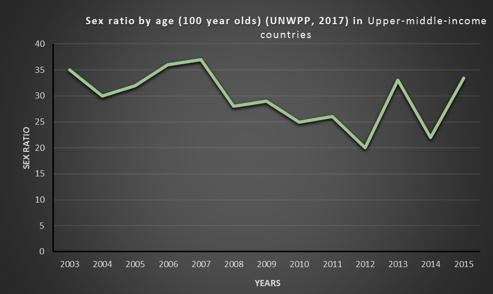 Sex ratio by age (100 year olds) (UNWPP, 2017) in Upper-middle-income
countries
40
35
30
25
20
15
10
5
0
SEX RATIO
2003 2004 2005 2006 2007 2008 2009 2010 2011 2012 2013 2014 2015
YEARS